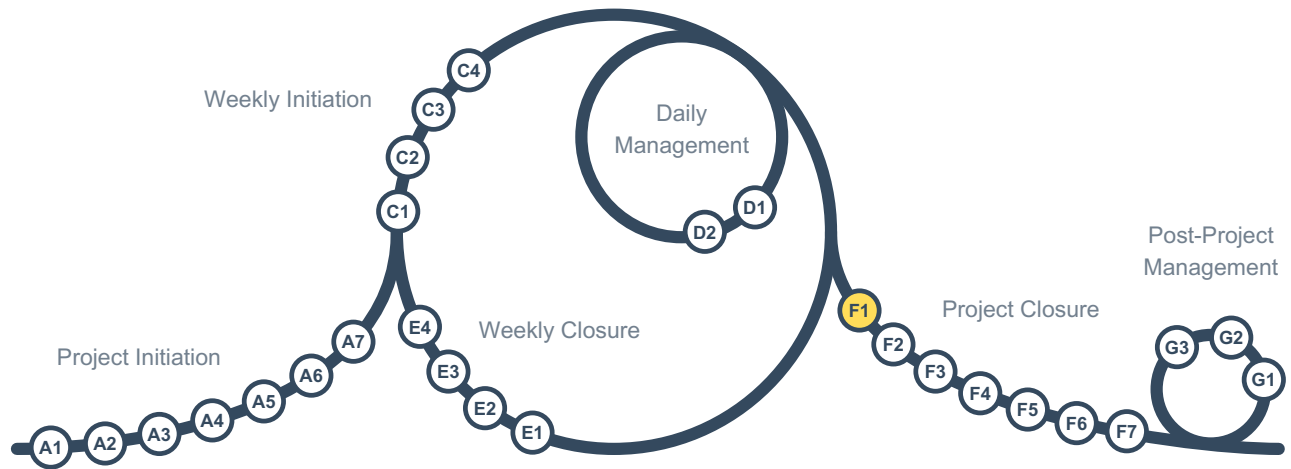 C4
Weekly Initiation
C3
Daily
Management
C2
C1
D1
D2
Post-Project
Management
F1
Project Closure
E4
Weekly Closure
A7
F2
G3
G2
G1
Project Initiation
A6
E3
F3
A5
E2
F4
A4
F5
A3
E1
F6
F7
A2
A1